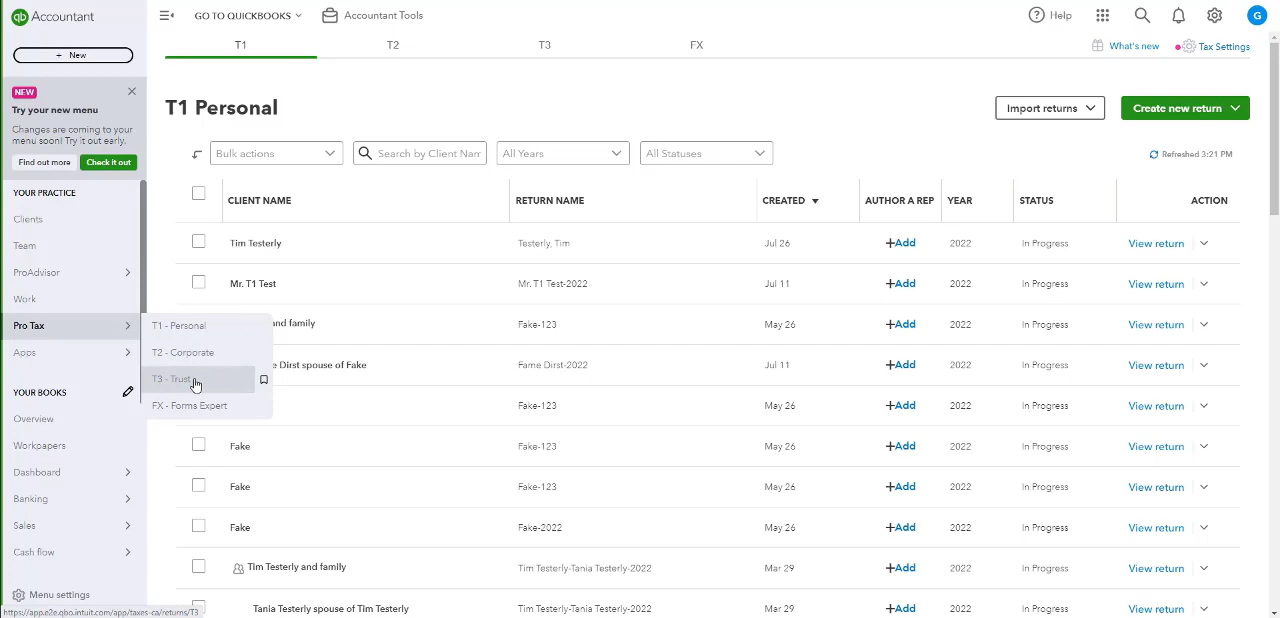 qb Accountant
GO TO QUICKBOOKS
Accountant Tools
Help
G
+ New
T1
T2
T3
FX
What's new
Tax Settings
NEW
Try your new menu
Changes are coming to your
menu soon! Try it out early.
Find out more
Check it out
T1 Personal
Import returns
Create new return
Bulk actions
Search by Client Nam
All Years
All Statuses
Refreshed 3:21 PM
YOUR PRACTICE
Clients
Team
ProAdvisor
Work
Pro Tax
Apps
YOUR BOOKS
Overview
Workpapers
Dashboard
Banking
Sales
Cash flow
Menu settings
https://app.e2e.qbo.intuit.com/app/taxes-ca/returns/T3
T1 - Personal
T2 - Corporate
T3 - Trust
FX - Forms Expert
CLIENT NAME RETURN NAME CREATED AUTHOR A REP YEAR STATUS ACTION
Tim Testerly Testerly, Tim Jul 26 +Add 2022 In Progress View return
Mr. T1 Test Mr. T1 Test-2022 Jul 11 +Add 2022 In Progress View return
and family Fake-123 May 26 +Add 2022 In Progress View return
e Dirst spouse of Fake Fame Dirst-2022 Jul 11 +Add 2022 In Progress View return
Fake-123 May 26 +Add 2022 In Progress View return
Fake Fake-123 May 26 +Add 2022 In Progress View return
Fake Fake-123 May 26 +Add 2022 In Progress View return
Fake Fake-2022 May 26 +Add 2022 In Progress View return
Tim Testerly and family Tim Testerly-Tania Testerly-2022 Mar 29 +Add 2022 In Progress View return
Tania Testerly spouse of Tim Testerly Tim Testerly-Tania Testerly-2022 Mar 29 +Add 2022 In Progress View return